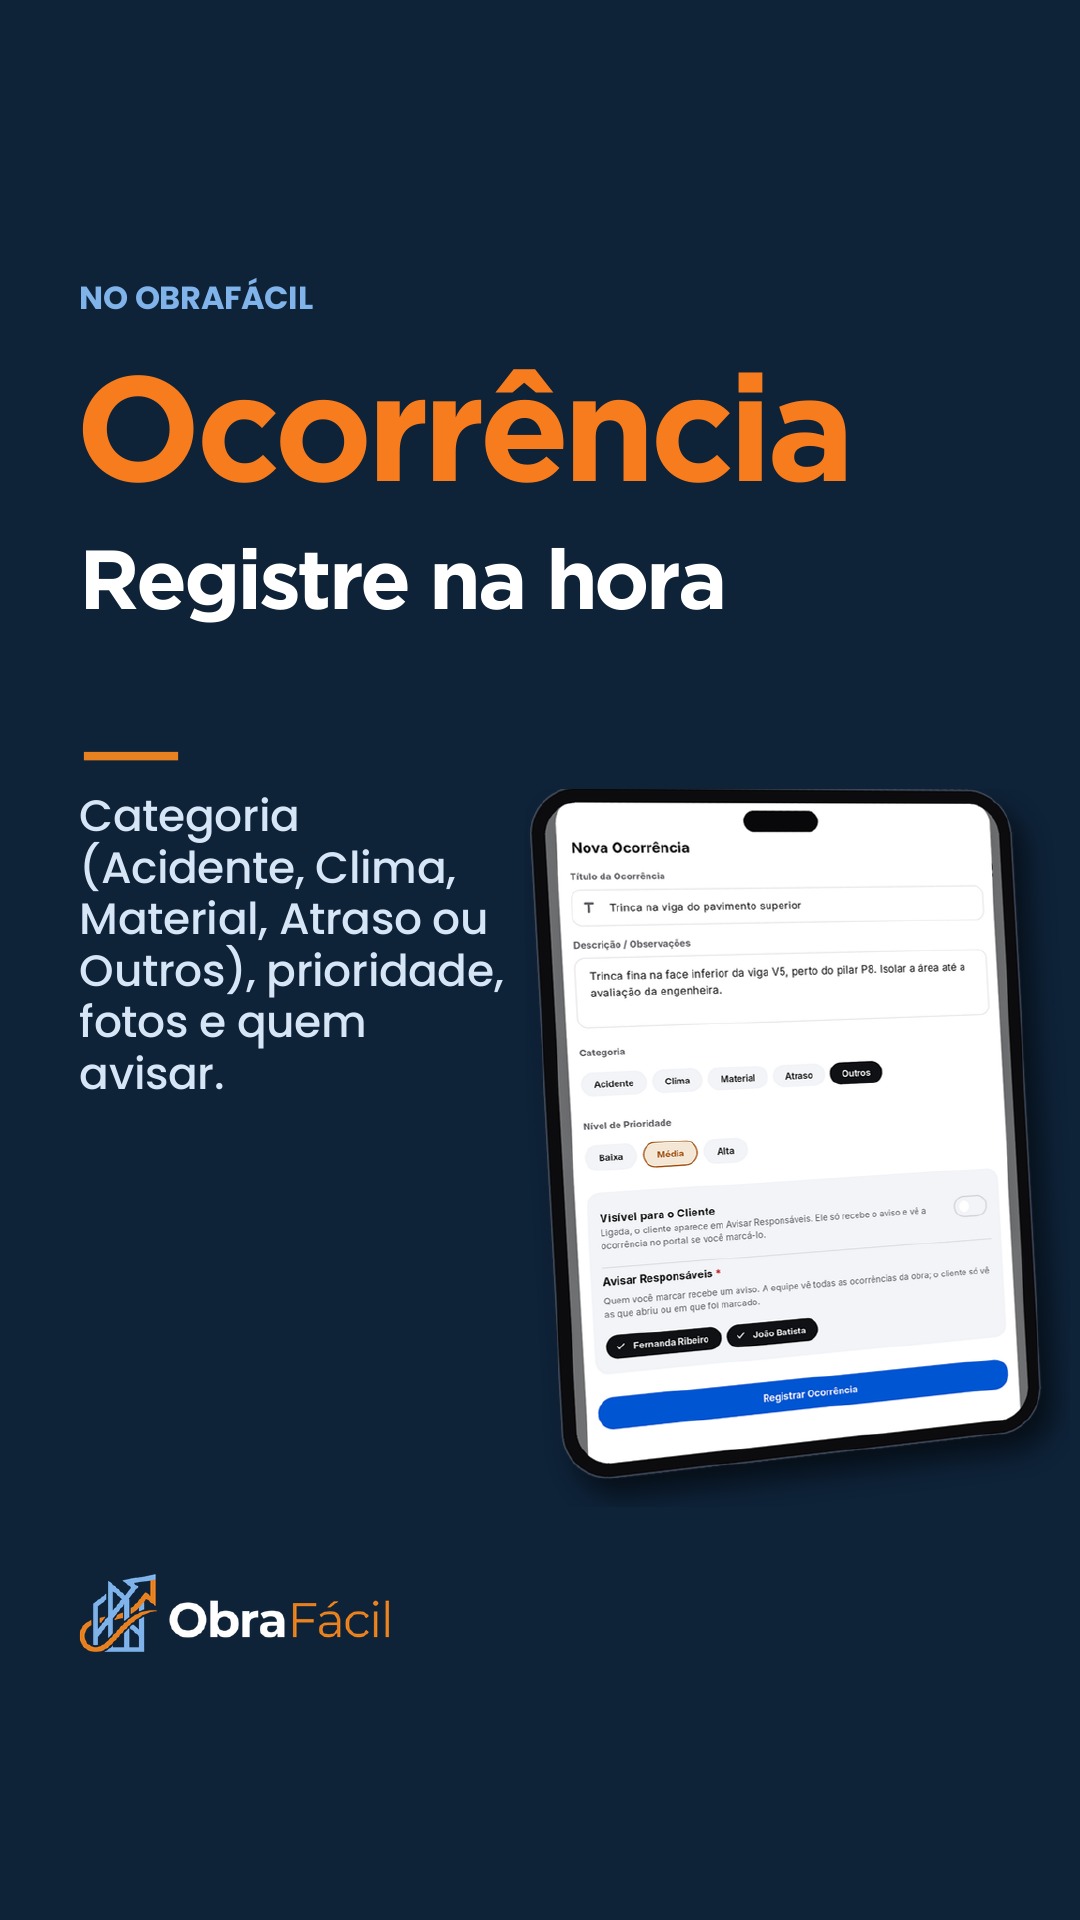 NO OBRAFÁCIL
Ocorrência
Registre na hora
Categoria
(Acidente, Clima,
Material, Atraso ou
Outros), prioridade,
fotos e quem
avisar.
Nova Ocorrência
Título da Ocorrência
T Trinca na viga do pavimento superior
Descrição / Observações
Trinca fina na face inferior da viga V5, perto do pilar P8. Isolar a área até a
avaliação da engenheira.
Categoria
Acidente Clima Material Atraso Outros
Nível de Prioridade
Baixa Média Alta
Visível para o Cliente
Ligada, o cliente aparece em Avisar Responsáveis. Ele só recebe o aviso e vê a
ocorrência no portal se você marcá-lo.
Avisar Responsáveis *
Quem você marcar recebe um aviso. A equipe vê todas as ocorrências da obra; o cliente só vê
as que abriu ou em que foi marcado.
✓ Fernanda Ribeiro ✓ João Batista
Registrar Ocorrência
ObraFácil